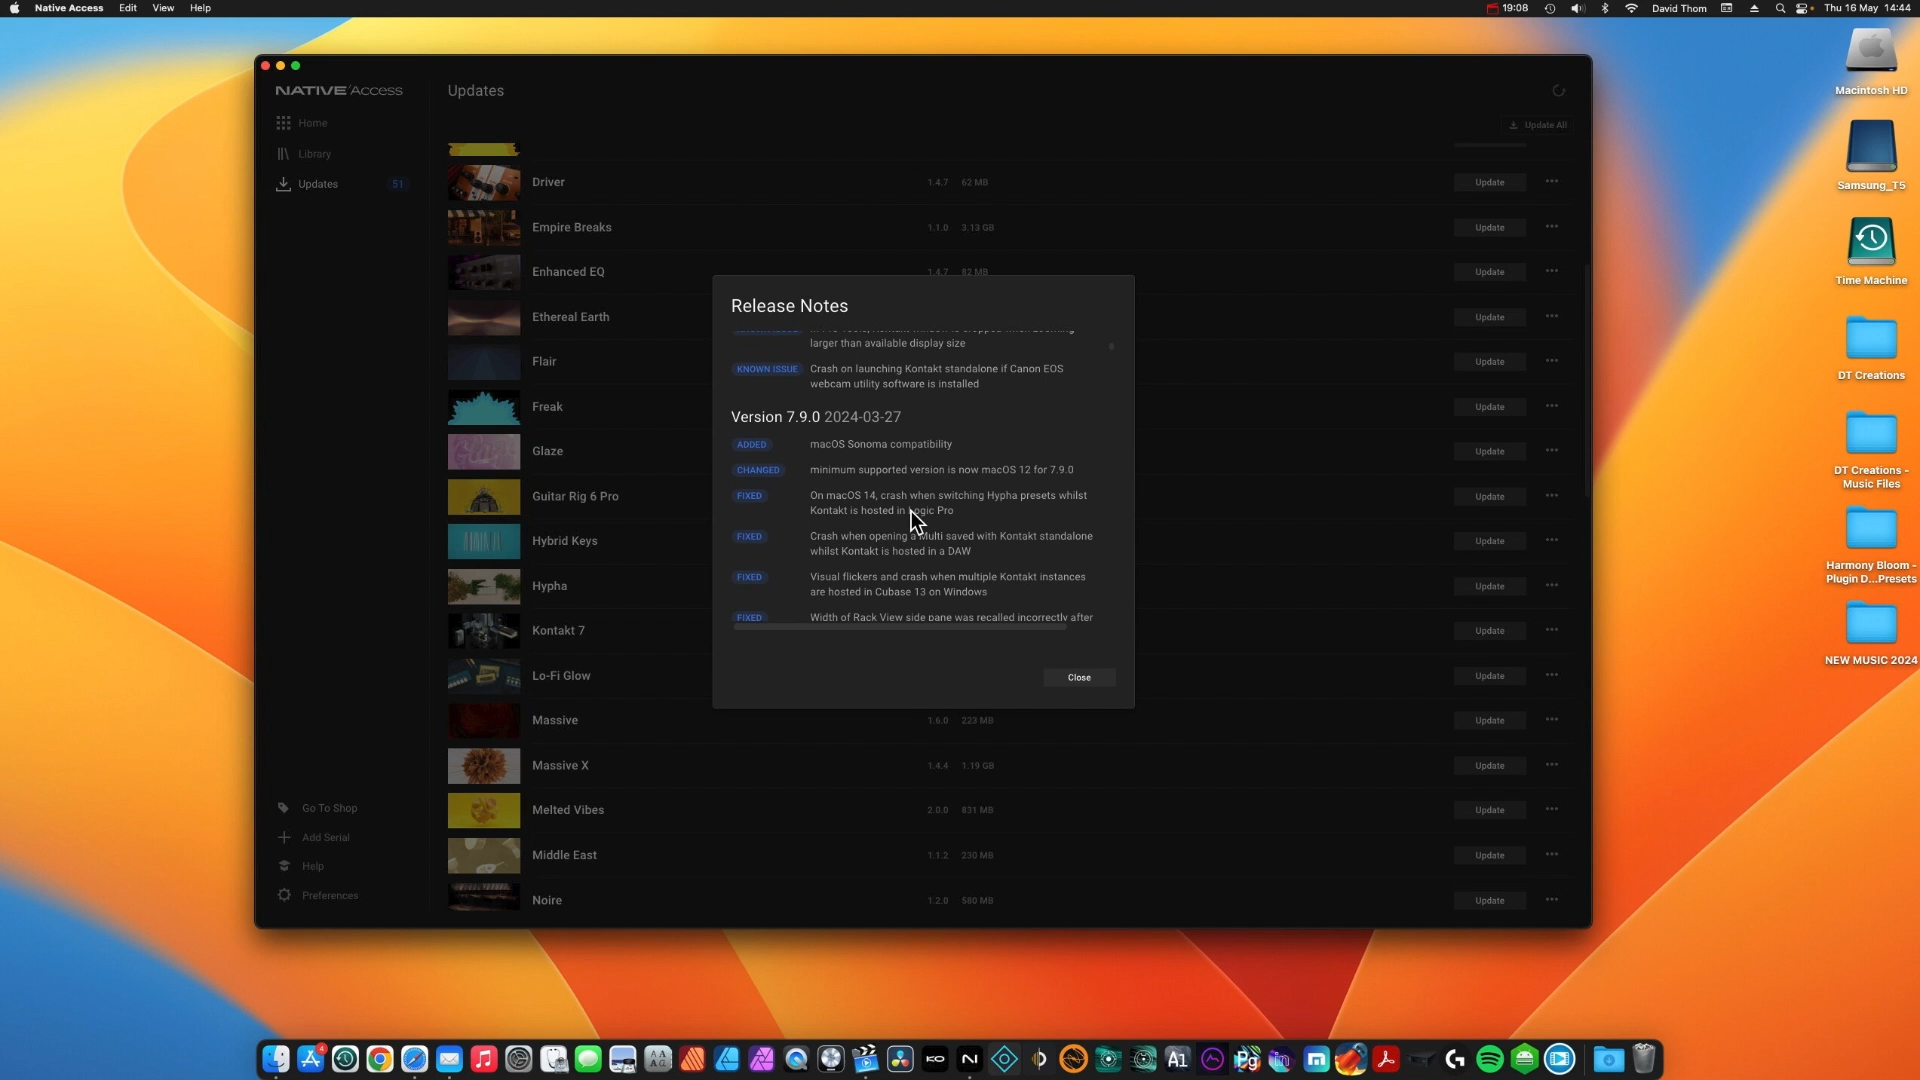 Native Access Edit View Help
19:08 David Thom Thu 16 May 14:44
NATIVE ACCESS
Home
Library
Updates 51
Go To Shop
Add Serial
Help
Preferences
Updates
Update All
Driver 1.4.7 62 MB Update
Empire Breaks 1.1.0 3.13 GB Update
Enhanced EQ 1.4.7 82 MB Update
Ethereal Earth Update
Flair Update
Freak Update
Glaze Update
Guitar Rig 6 Pro Update
Hybrid Keys Update
Hypha Update
Kontakt 7 Update
Lo-Fi Glow Update
Massive 1.6.0 223 MB Update
Massive X 1.4.4 1.19 GB Update
Melted Vibes 2.0.0 831 MB Update
Middle East 1.1.2 230 MB Update
Noire 1.2.0 580 MB Update
Release Notes
larger than available display size
KNOWN ISSUE Crash on launching Kontakt standalone if Canon EOS
webcam utility software is installed
Version 7.9.0 2024-03-27
ADDED macOS Sonoma compatibility
CHANGED minimum supported version is now macOS 12 for 7.9.0
FIXED On macOS 14, crash when switching Hypha presets whilst
Kontakt is hosted in Logic Pro
FIXED Crash when opening a Multi saved with Kontakt standalone
whilst Kontakt is hosted in a DAW
FIXED Visual flickers and crash when multiple Kontakt instances
are hosted in Cubase 13 on Windows
FIXED Width of Rack View side pane was recalled incorrectly after
Close
Macintosh HD
Samsung_T5
Time Machine
DT Creations
DT Creations -
Music Files
Harmony Bloom -
Plugin D...Presets
NEW MUSIC 2024